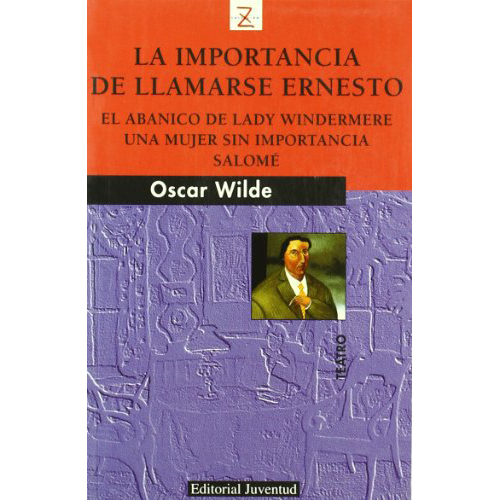 Z
LA IMPORTANCIA
DE LLAMARSE ERNESTO
EL ABANICO DE LADY WINDERMERE
UNA MUJER SIN IMPORTANCIA
SALOMÉ
Oscar Wilde
TEATRO
Editorial Juventud